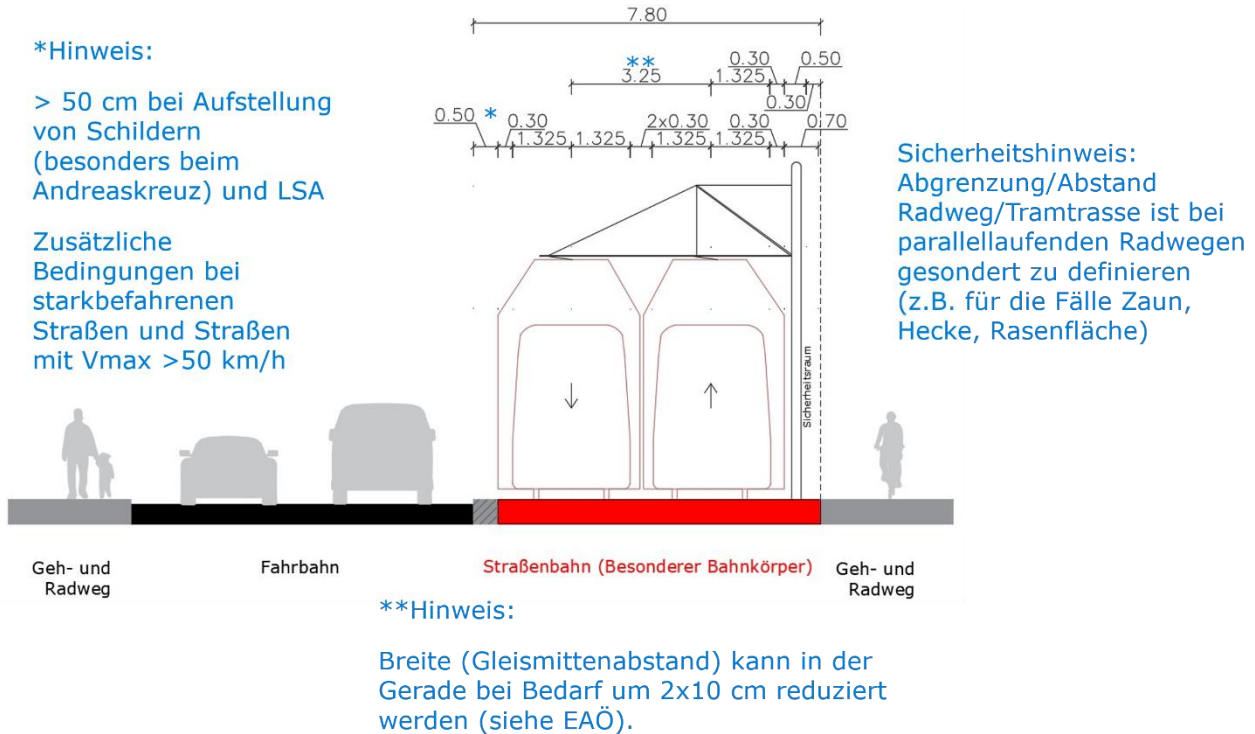 7.80
*Hinweis:
> 50 cm bei Aufstellung
von Schildern
(besonders beim
Andreaskreuz) und LSA
Zusätzliche
Bedingungen bei
starkbefahrenen
Straßen und Straßen
mit Vmax >50 km/h
**
3.25
1.325
0.30
0.50
0.30
0.50 *
0.30
1.325
1.325
2x0.30
1.325
0.30
1.325
0.70
Sicherheitshinweis:
Abgrenzung/Abstand
Radweg/Tramtrasse ist bei
parallellaufenden Radwegen
gesondert zu definieren
(z.B. für die Fälle Zaun,
Hecke, Rasenfläche)
Sicherheitsraum
Geh- und
Radweg
Fahrbahn
Straßenbahn (Besonderer Bahnkörper)
Geh- und
Radweg
**Hinweis:
Breite (Gleismittenabstand) kann in der
Gerade bei Bedarf um 2x10 cm reduziert
werden (siehe EAÖ).